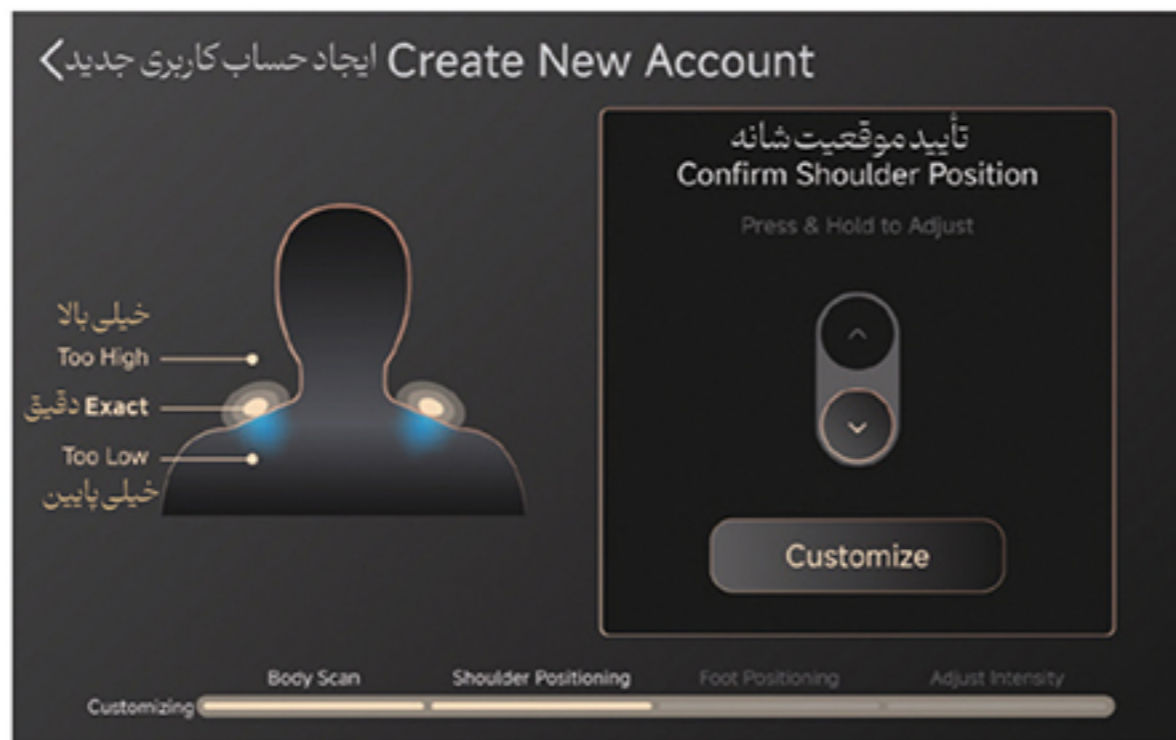 ایجاد حساب کاربری جدید Create New Account
تأیید موقعیت شانه
Confirm Shoulder Position
Press & Hold to Adjust
خیلی بالا
Too High
Exact دقیق
Too Low
خیلی پایین
Customize
Body Scan Shoulder Positioning Foot Positioning Adjust Intensity
Customizing